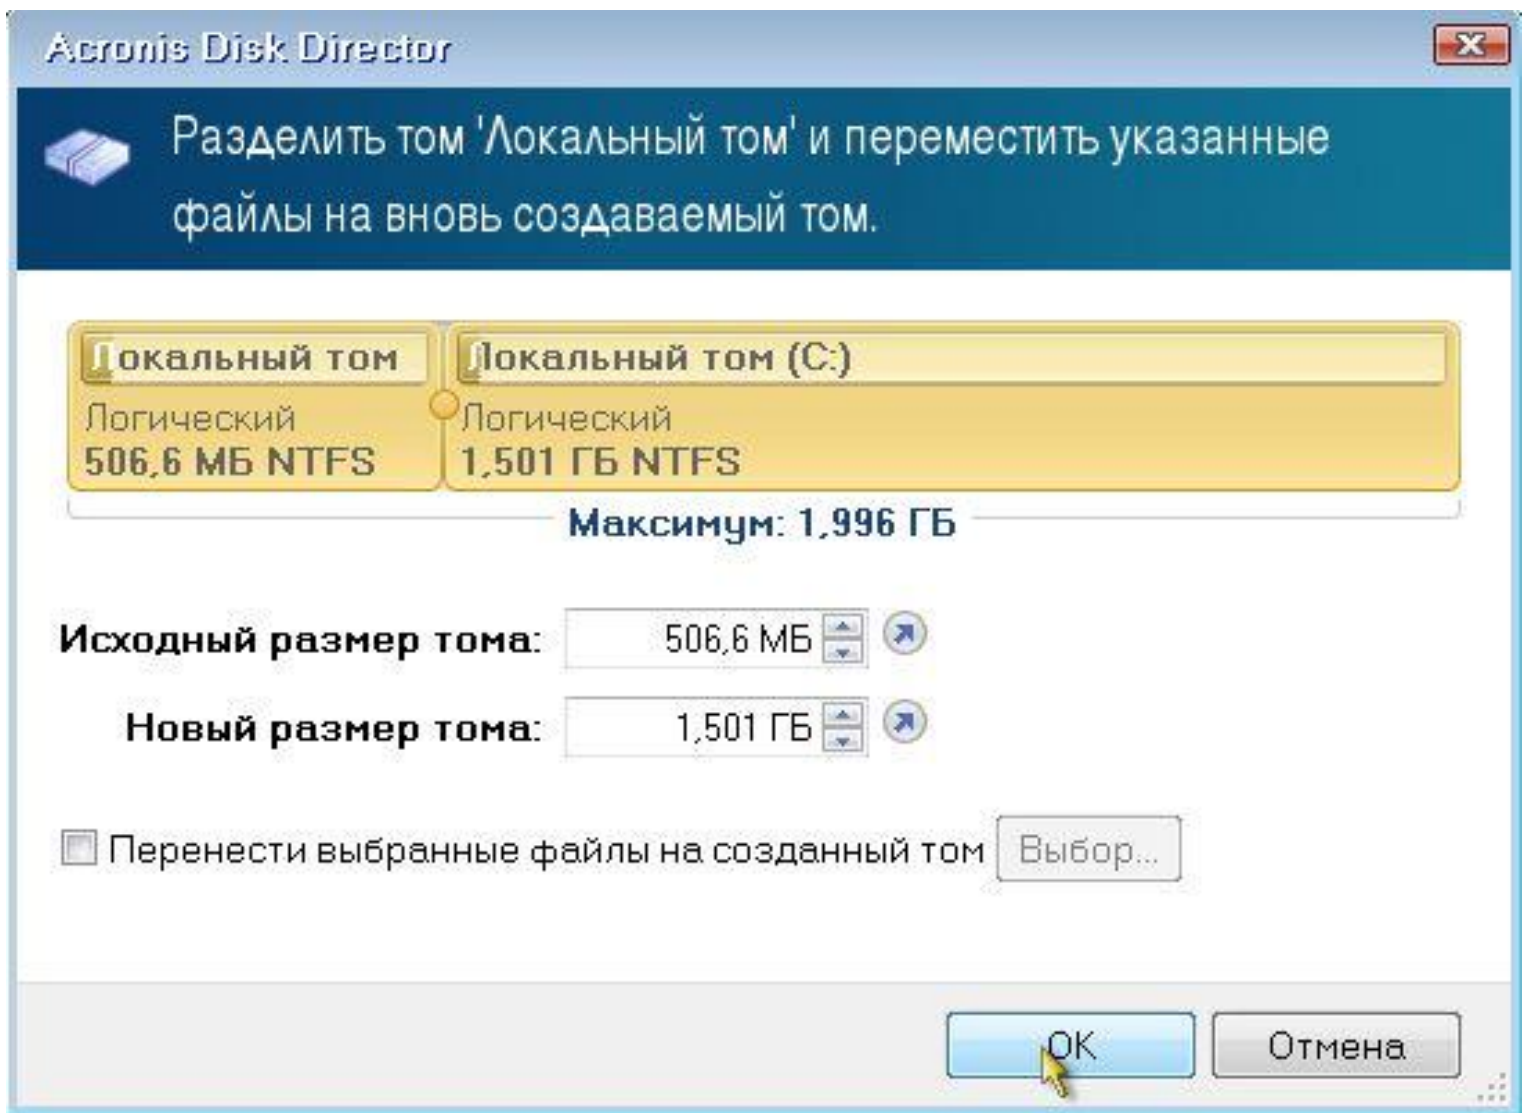 Acronis Disk Director
Разделить том 'Локальный том' и переместить указанные
файлы на вновь создаваемый том.
Локальный том
Локальный том (C:)
Логический
Логический
506,6 МБ NTFS
1,501 ГБ NTFS
Максимум: 1,996 ГБ
Исходный размер тома: 506,6 МБ
Новый размер тома: 1,501 ГБ
Перенести выбранные файлы на созданный том Выбор...
OK Отмена